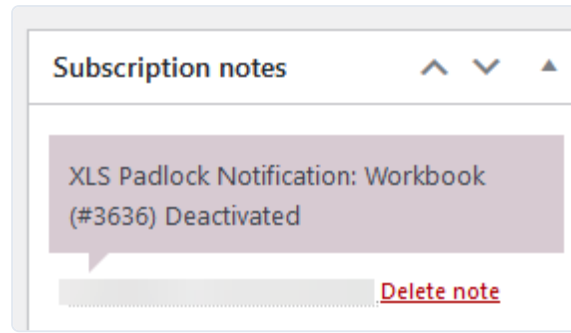 Subscription notes
XLS Padlock Notification: Workbook
(#3636) Deactivated
Delete note